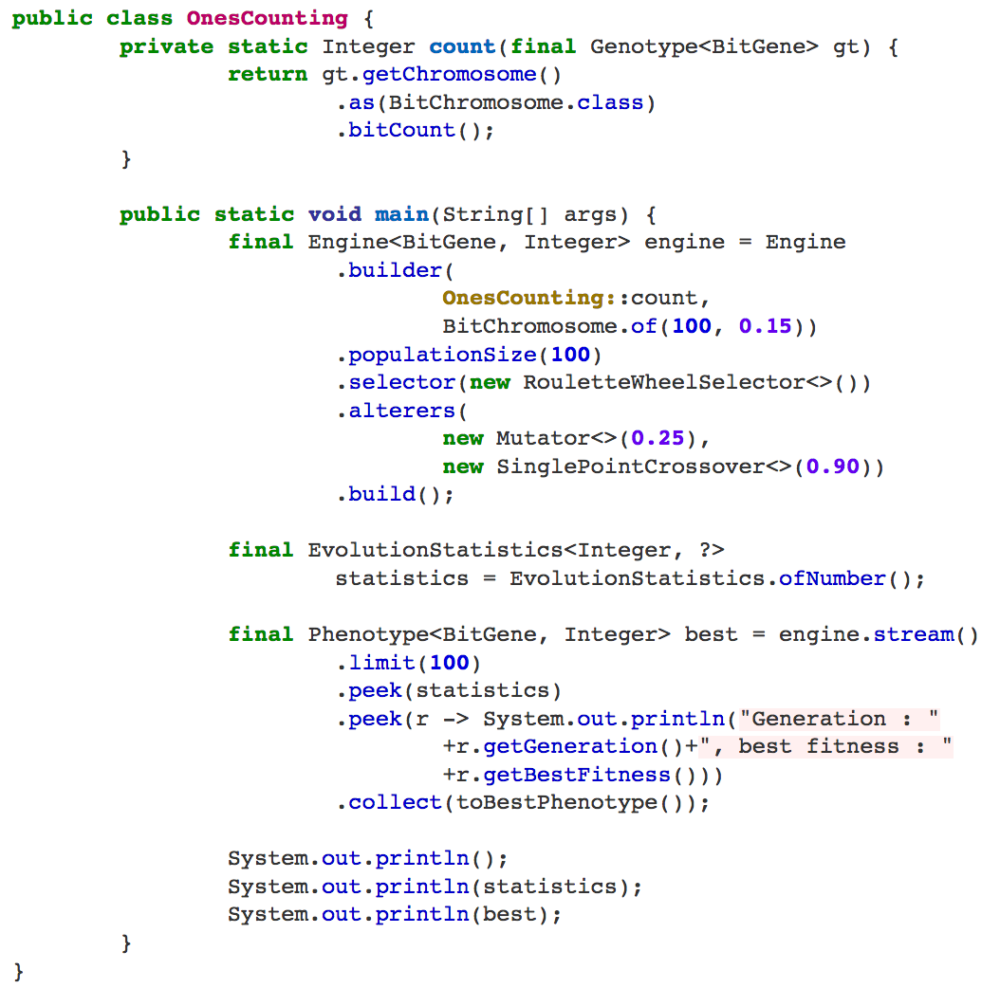 public class OnesCounting {
private static Integer count(final Genotype<BitGene> gt) {
return gt.getChromosome()
.as(BitChromosome.class)
.bitCount();
}
public static void main(String[] args) {
final Engine<BitGene, Integer> engine = Engine
.builder(
OnesCounting::count,
BitChromosome.of(100, 0.15))
.populationSize(100)
.selector(new RouletteWheelSelector<>())
.alterers(
new Mutator<>(0.25),
new SinglePointCrossover<>(0.90))
.build();
final EvolutionStatistics<Integer, ?>
statistics = EvolutionStatistics.ofNumber();
final Phenotype<BitGene, Integer> best = engine.stream()
.limit(100)
.peek(statistics)
.peek(r -> System.out.println("Generation : "
+r.getGeneration()+", best fitness : "
+r.getBestFitness()))
.collect(toBestPhenotype());
System.out.println();
System.out.println(statistics);
System.out.println(best);
}
}